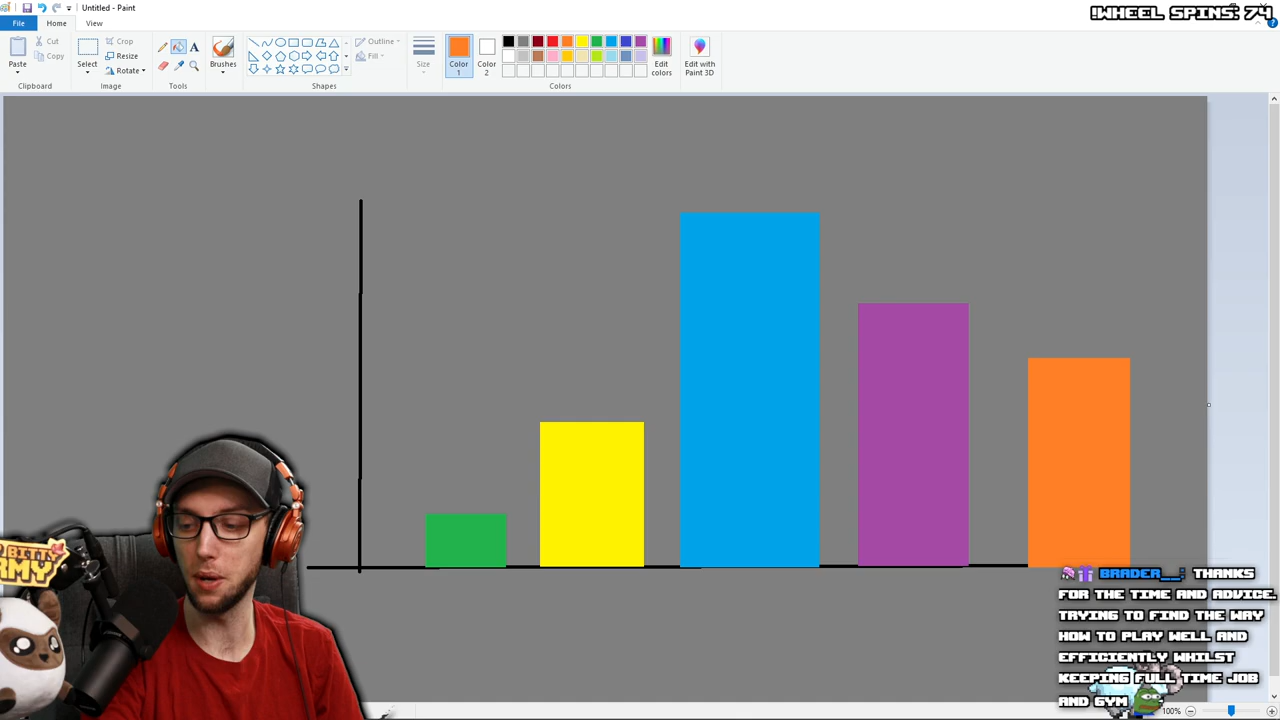 Untitled - Paint
!WHEEL SPINS: 74
File
Home
View
Paste
Cut
Copy
Clipboard
Select
Crop
Resize
Rotate
Image
A
Tools
Brushes
Outline
Fill
Shapes
Size
Color
1
Color
2
Edit
colors
Colors
Edit with
Paint 3D
BITTY
BRADER__: THANKS
FOR THE TIME AND ADVICE.
TRYING TO FIND THE WAY
HOW TO PLAY WELL AND
EFFICIENTLY WHILST
KEEPING FULL TIME JOB
AND GYM
100%